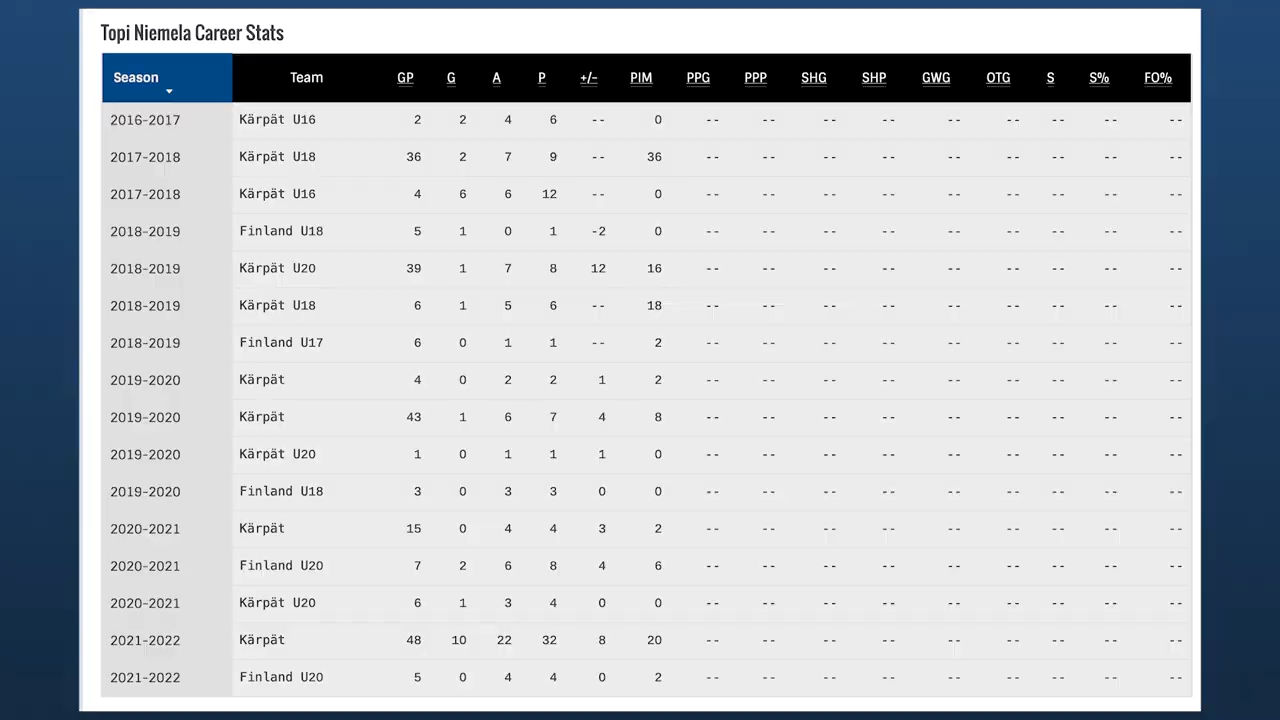 Topi Niemela Career Stats
Season Team GP G A P +/- PIM PPG PPP SHG SHP GWG OTG S S% FO%
2016-2017 Kärpät U16 2 2 4 6 -- 0 -- -- -- -- -- -- -- -- --
2017-2018 Kärpät U18 36 2 7 9 -- 36 -- -- -- -- -- -- -- -- --
2017-2018 Kärpät U16 4 6 6 12 -- 0 -- -- -- -- -- -- -- -- --
2018-2019 Finland U18 5 1 0 1 -2 0 -- -- -- -- -- -- -- -- --
2018-2019 Kärpät U20 39 1 7 8 12 16 -- -- -- -- -- -- -- -- --
2018-2019 Kärpät U18 6 1 5 6 -- 18 -- -- -- -- -- -- -- -- --
2018-2019 Finland U17 6 0 1 1 -- 2 -- -- -- -- -- -- -- -- --
2019-2020 Kärpät 4 0 2 2 1 2 -- -- -- -- -- -- -- -- --
2019-2020 Kärpät 43 1 6 7 4 8 -- -- -- -- -- -- -- -- --
2019-2020 Kärpät U20 1 0 1 1 1 0 -- -- -- -- -- -- -- -- --
2019-2020 Finland U18 3 0 3 3 0 0 -- -- -- -- -- -- -- -- --
2020-2021 Kärpät 15 0 4 4 3 2 -- -- -- -- -- -- -- -- --
2020-2021 Finland U20 7 2 6 8 4 6 -- -- -- -- -- -- -- -- --
2020-2021 Kärpät U20 6 1 3 4 0 0 -- -- -- -- -- -- -- -- --
2021-2022 Kärpät 48 10 22 32 8 20 -- -- -- -- -- -- -- -- --
2021-2022 Finland U20 5 0 4 4 0 2 -- -- -- -- -- -- -- -- --